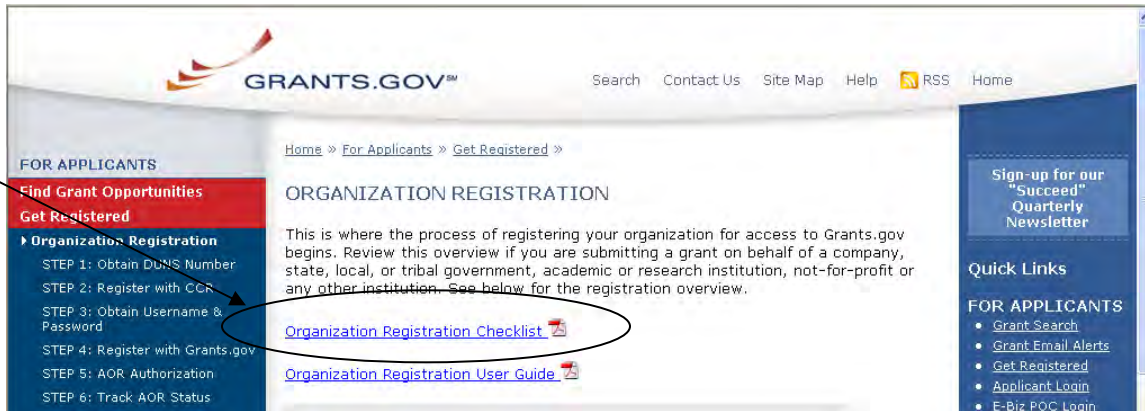 GRANTS.GOV℠
Search Contact Us Site Map Help RSS Home
FOR APPLICANTS
Find Grant Opportunities
Get Registered
Organization Registration
STEP 1: Obtain DUNS Number
STEP 2: Register with CCR
STEP 3: Obtain Username &
Password
STEP 4: Register with Grants.gov
STEP 5: AOR Authorization
STEP 6: Track AOR Status
Home » For Applicants » Get Registered »
ORGANIZATION REGISTRATION
This is where the process of registering your organization for access to Grants.gov
begins. Review this overview if you are submitting a grant on behalf of a company,
state, local, or tribal government, academic or research institution, not-for-profit or
any other institution. See below for the registration overview.
Organization Registration Checklist
Organization Registration User Guide
Sign-up for our
"Succeed"
Quarterly
Newsletter
Quick Links
FOR APPLICANTS
Grant Search
Grant Email Alerts
Get Registered
Applicant Login
E-Biz POC Login